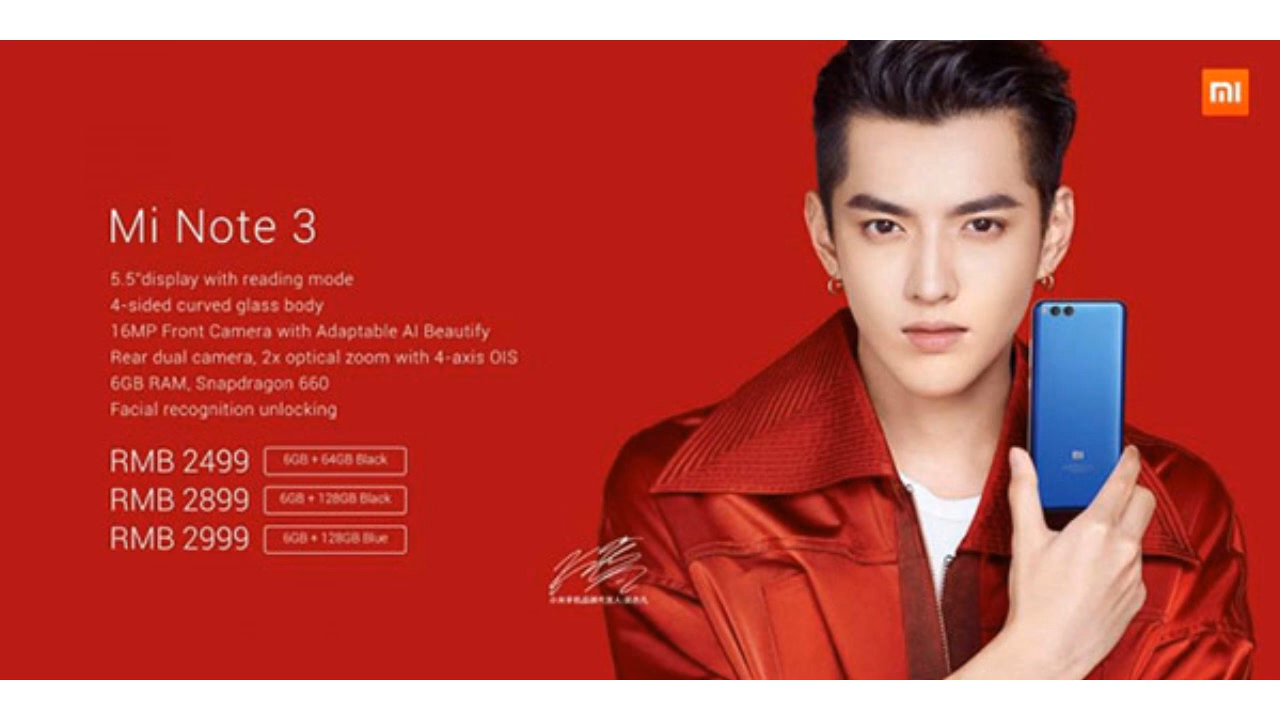 Mi Note 3
5.5"display with reading mode
4-sided curved glass body
16MP Front Camera with Adaptable AI Beautify
Rear dual camera, 2x optical zoom with 4-axis OIS
6GB RAM, Snapdragon 660
Facial recognition unlocking
RMB 2499 6GB + 64GB Black
RMB 2899 6GB + 128GB Black
RMB 2999 6GB + 128GB Blue
mi